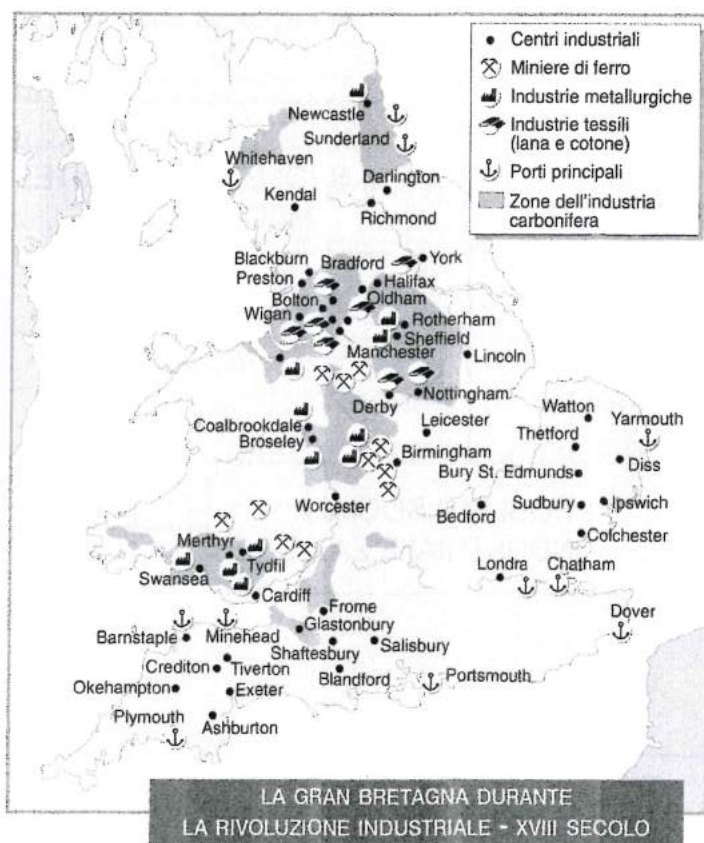 Centri industriali
Miniere di ferro
Industrie metallurgiche
Industrie tessili
(lana e cotone)
Porti principali
Zone dell'industria
carbonifera
Newcastle
Sunderland
Whitehaven
Darlington
Kendal
Richmond
Blackburn
Bradford
York
Preston
Halifax
Bolton
Oldham
Wigan
Rotherham
Sheffield
Manchester
Lincoln
Nottingham
Derby
Coalbrookdale
Leicester
Watton
Yarmouth
Broseley
Thetford
Birmingham
Diss
Bury St. Edmunds
Worcester
Bedford
Sudbury
Ipswich
Merthyr
Colchester
Tydfil
Swansea
Londra
Chatham
Cardiff
Frome
Dover
Glastonbury
Barnstaple
Minehead
Shaftesbury
Salisbury
Crediton
Tiverton
Blandford
Portsmouth
Okehampton
Exeter
Plymouth
Ashburton
LA GRAN BRETAGNA DURANTE
LA RIVOLUZIONE INDUSTRIALE - XVIII SECOLO